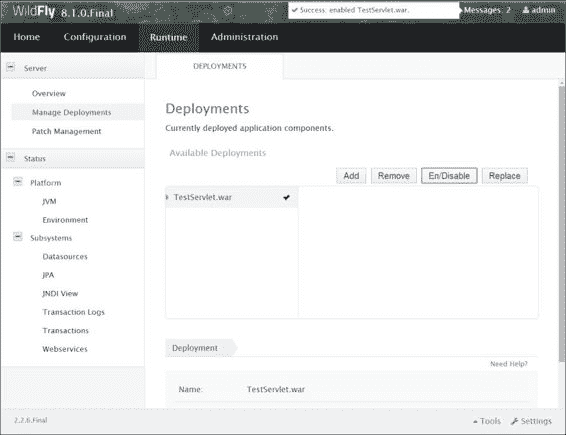 WildFly 8.1.0.Final
✔ Success: enabled TestServlet.war.
Messages: 2
admin
Home Configuration Runtime Administration
Server
Overview
Manage Deployments
Patch Management
Status
Platform
JVM
Environment
Subsystems
Datasources
JPA
JNDI View
Transaction Logs
Transactions
Webservices
DEPLOYMENTS
Deployments
Currently deployed application components.
Available Deployments
Add Remove En/Disable Replace
TestServlet.war ✔
Deployment
Need Help?
Name: TestServlet.war
2.2.6.Final
Tools Settings